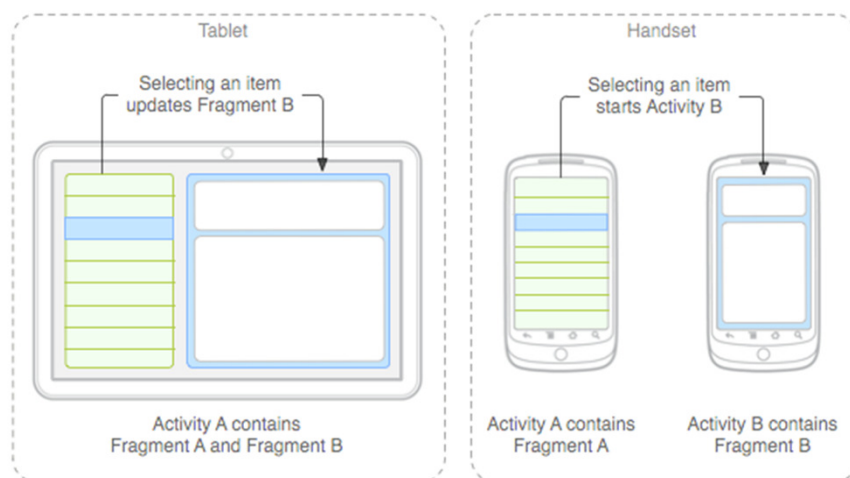 Tablet
Selecting an item
updates Fragment B
Activity A contains
Fragment A and Fragment B
Handset
Selecting an item
starts Activity B
Activity A contains
Fragment A
Activity B contains
Fragment B